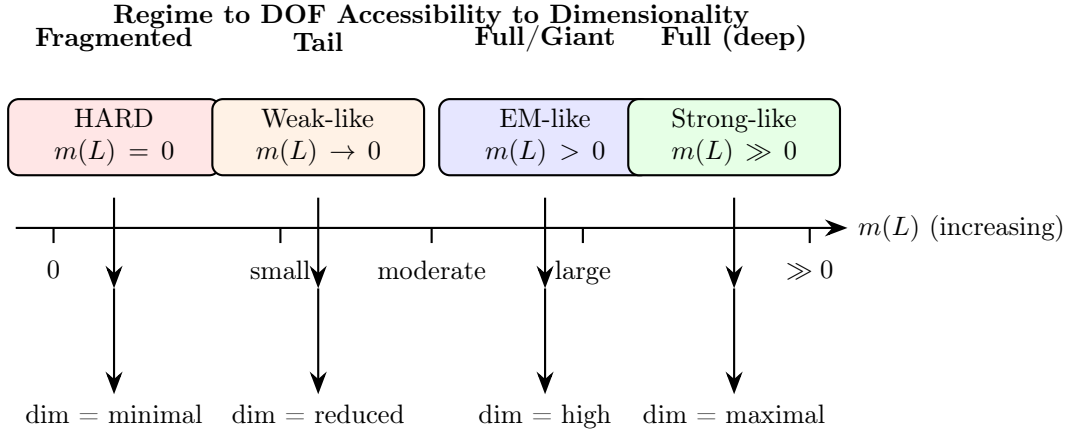 Regime to DOF Accessibility to Dimensionality
Fragmented Tail Full/Giant Full (deep)
HARD Weak-like EM-like Strong-like
m(L) = 0 m(L) → 0 m(L) > 0 m(L) ≫ 0
m(L) (increasing)
0 small moderate large ≫ 0
dim = minimal dim = reduced dim = high dim = maximal